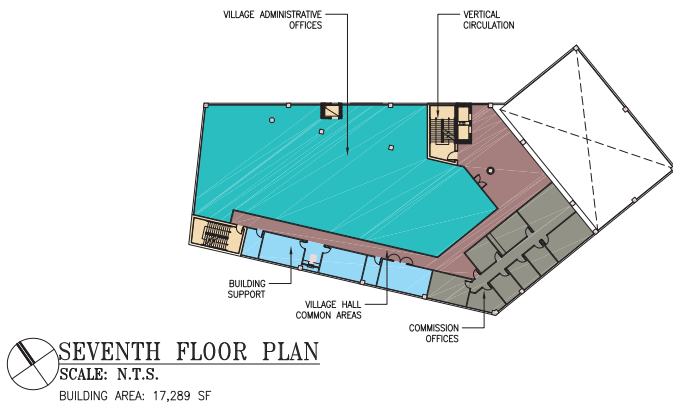 VILLAGE ADMINISTRATIVE
OFFICES
VERTICAL
CIRCULATION
BUILDING
SUPPORT
VILLAGE HALL
COMMON AREAS
COMMISSION
OFFICES
SEVENTH FLOOR PLAN
SCALE: N.T.S.
BUILDING AREA: 17,289 SF